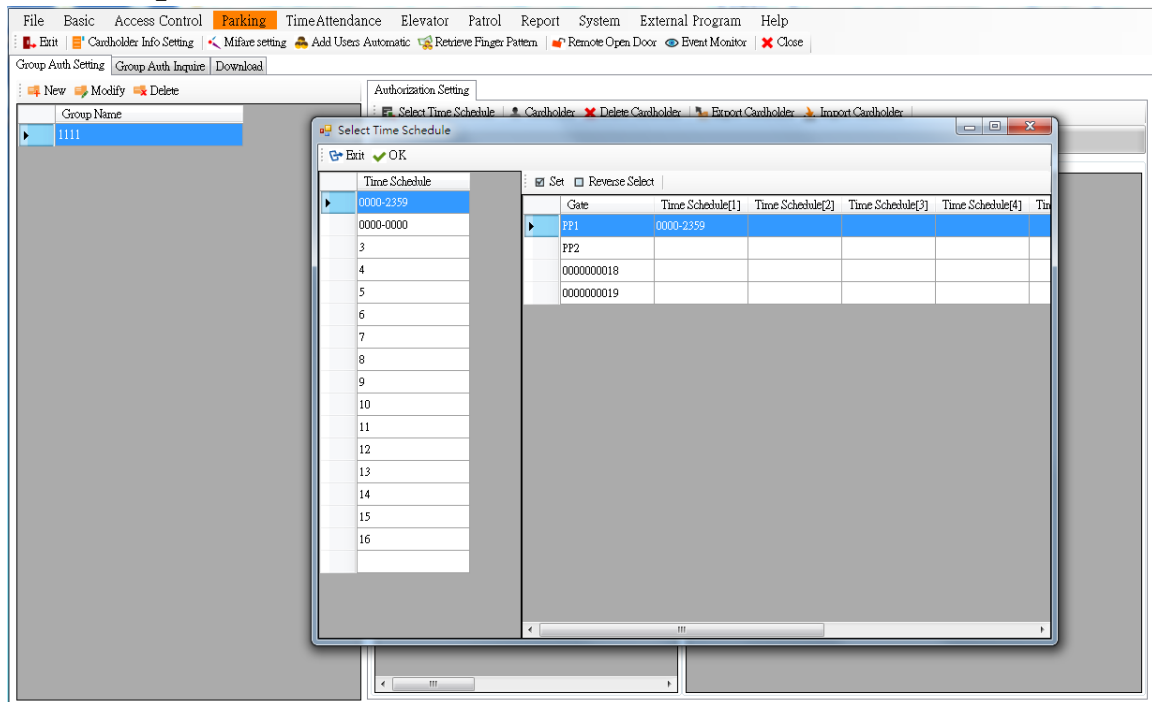 File Basic Access Control Parking TimeAttendance Elevator Patrol Report System External Program Help
Exit Cardholder Info Setting Mifare setting Add Users Automatic Retrieve Finger Pattern Remote Open Door Event Monitor Close
Group Auth Setting Group Auth Inquire Download
New Modify Delete
Group Name
1111
Authorization Setting
Select Time Schedule Cardholder Delete Cardholder Export Cardholder Import Cardholder
Select Time Schedule
Exit OK
Time Schedule
0000-2359
0000-0000
3
4
5
6
7
8
9
10
11
12
13
14
15
16
Set Reverse Select
Gate Time Schedule[1] Time Schedule[2] Time Schedule[3] Time Schedule[4] Tim
PP1 0000-2359
PP2
0000000018
0000000019